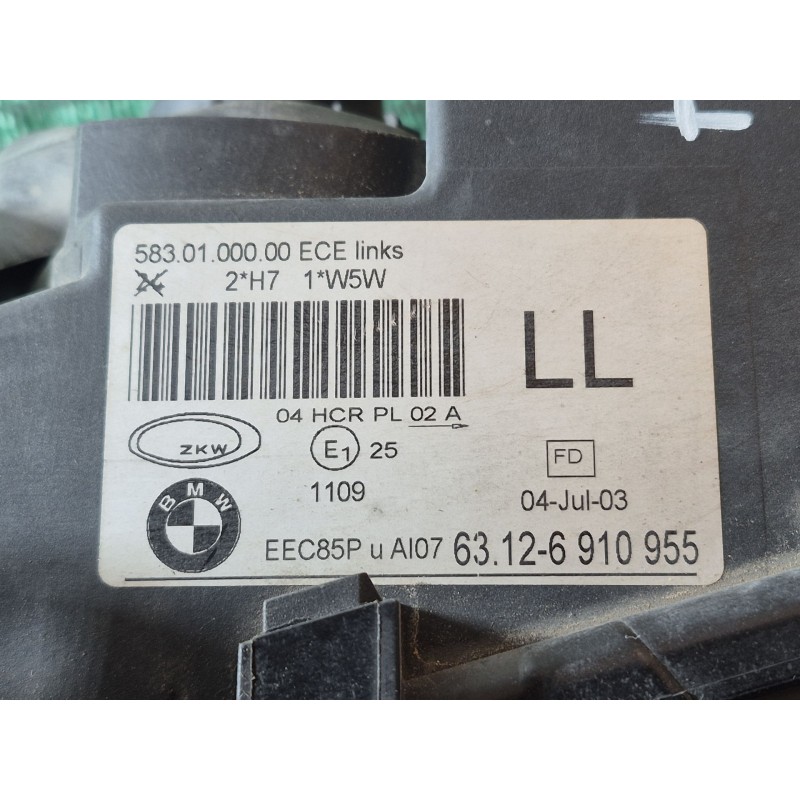 583.01.000.00 ECE links
2*H7 1*W5W
LL
04 HCR PL 02 A
ZKW
E1 25
FD
1109
04-Jul-03
BMW
EEC85P u AI07 63.12-6 910 955